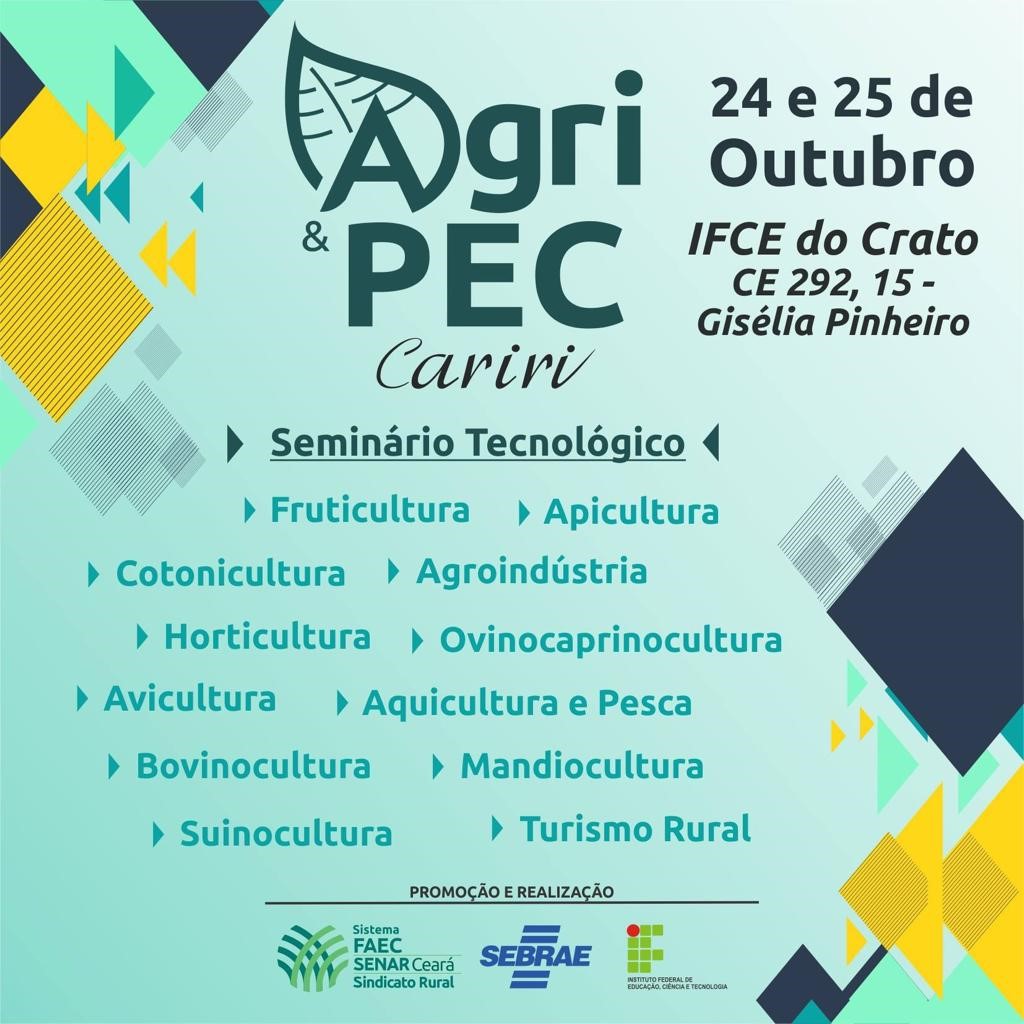 Agri
& PEC
Cariri
24 e 25 de
Outubro
IFCE do Crato
CE 292, 15 -
Gisélia Pinheiro
Seminário Tecnológico
Fruticultura
Apicultura
Cotonicultura
Agroindústria
Horticultura
Ovinocaprinocultura
Avicultura
Aquicultura e Pesca
Bovinocultura
Mandiocultura
Suinocultura
Turismo Rural
PROMOÇÃO E REALIZAÇÃO
Sistema
FAEC
SENAR Ceará
Sindicato Rural
SEBRAE
INSTITUTO FEDERAL DE
EDUCAÇÃO, CIÊNCIA E TECNOLOGIA